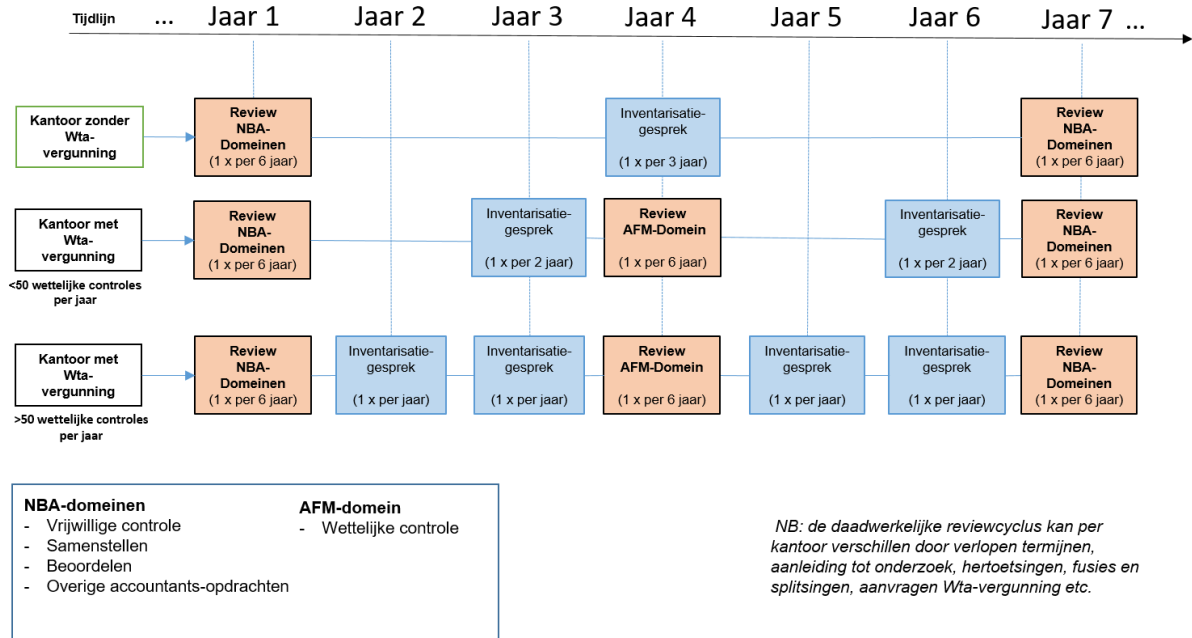 Tijdlijn ... Jaar 1 Jaar 2 Jaar 3 Jaar 4 Jaar 5 Jaar 6 Jaar 7 ...
Kantoor zonder
Wta-
vergunning
Review
NBA-
Domeinen
(1 x per 6 jaar)
Inventarisatie-
gesprek
(1 x per 3 jaar)
Review
NBA-
Domeinen
(1 x per 6 jaar)
Kantoor met
Wta-
vergunning
<50 wettelijke controles
per jaar
Review
NBA-
Domeinen
(1 x per 6 jaar)
Inventarisatie-
gesprek
(1 x per 2 jaar)
Review
AFM-Domein
(1 x per 6 jaar)
Inventarisatie-
gesprek
(1 x per 2 jaar)
Review
NBA-
Domeinen
(1 x per 6 jaar)
Kantoor met
Wta-
vergunning
>50 wettelijke controles
per jaar
Review
NBA-
Domeinen
(1 x per 6 jaar)
Inventarisatie-
gesprek
(1 x per jaar)
Inventarisatie-
gesprek
(1 x per jaar)
Review
AFM-Domein
(1 x per 6 jaar)
Inventarisatie-
gesprek
(1 x per jaar)
Inventarisatie-
gesprek
(1 x per jaar)
Review
NBA-
Domeinen
(1 x per 6 jaar)
NBA-domeinen
- Vrijwillige controle
- Samenstellen
- Beoordelen
- Overige accountants-opdrachten
AFM-domein
- Wettelijke controle
NB: de daadwerkelijke reviewcyclus kan per
kantoor verschillen door verlopen termijnen,
aanleiding tot onderzoek, hertoetsingen, fusies en
splitsingen, aanvragen Wta-vergunning etc.